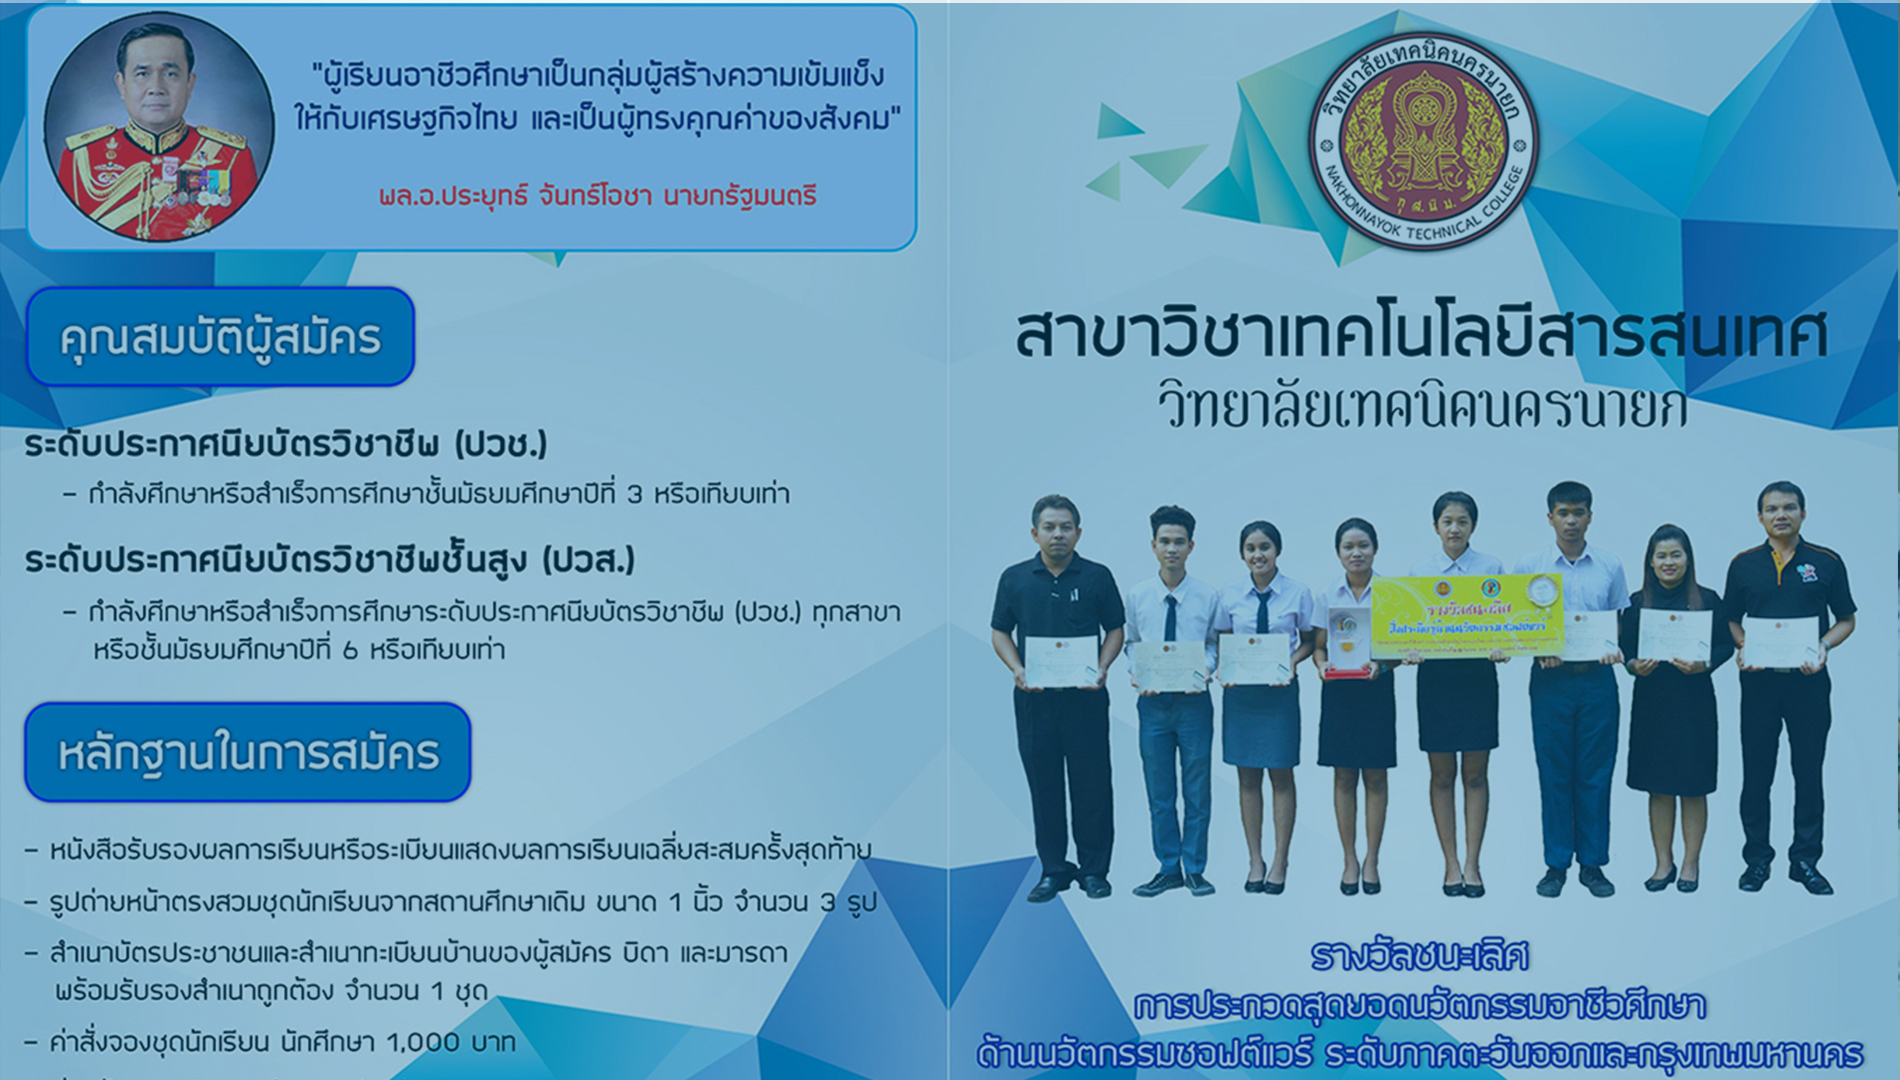 "ผู้เรียนอาชีวศึกษาเป็นกลุ่มผู้สร้างความเข้มแข็ง
ให้กับเศรษฐกิจไทย และเป็นผู้ทรงคุณค่าของสังคม"
พล.อ.ประยุทธ์ จันทร์โอชา นายกรัฐมนตรี
คุณสมบัติผู้สมัคร
ระดับประกาศนียบัตรวิชาชีพ (ปวช.)
- กำลังศึกษาหรือสำเร็จการศึกษาชั้นมัธยมศึกษาปีที่ 3 หรือเทียบเท่า
ระดับประกาศนียบัตรวิชาชีพชั้นสูง (ปวส.)
- กำลังศึกษาหรือสำเร็จการศึกษาระดับประกาศนียบัตรวิชาชีพ (ปวช.) ทุกสาขา
หรือชั้นมัธยมศึกษาปีที่ 6 หรือเทียบเท่า
หลักฐานในการสมัคร
- หนังสือรับรองผลการเรียนหรือระเบียนแสดงผลการเรียนเฉลี่ยสะสมครั้งสุดท้าย
- รูปถ่ายหน้าตรงสวมชุดนักเรียนจากสถานศึกษาเดิม ขนาด 1 นิ้ว จำนวน 3 รูป
- สำเนาบัตรประชาชนและสำเนาทะเบียนบ้านของผู้สมัคร บิดา และมารดา
พร้อมรับรองสำเนาถูกต้อง จำนวน 1 ชุด
- ค่าสั่งจองชุดนักเรียน นักศึกษา 1,000 บาท
วิทยาลัยเทคนิคนครนายก
ทุ ส. นิ ม.
NAKHONNAYOK TECHNICAL COLLEGE
สาขาวิชาเทคโนโลยีสารสนเทศ
วิทยาลัยเทคนิคนครนายก
รางวัลชนะเลิศ
รางวัลชนะเลิศ
การประกวดสุดยอดนวัตกรรมอาชีวศึกษา
ด้านนวัตกรรมซอฟต์แวร์ ระดับภาคตะวันออกและกรุงเทพมหานคร